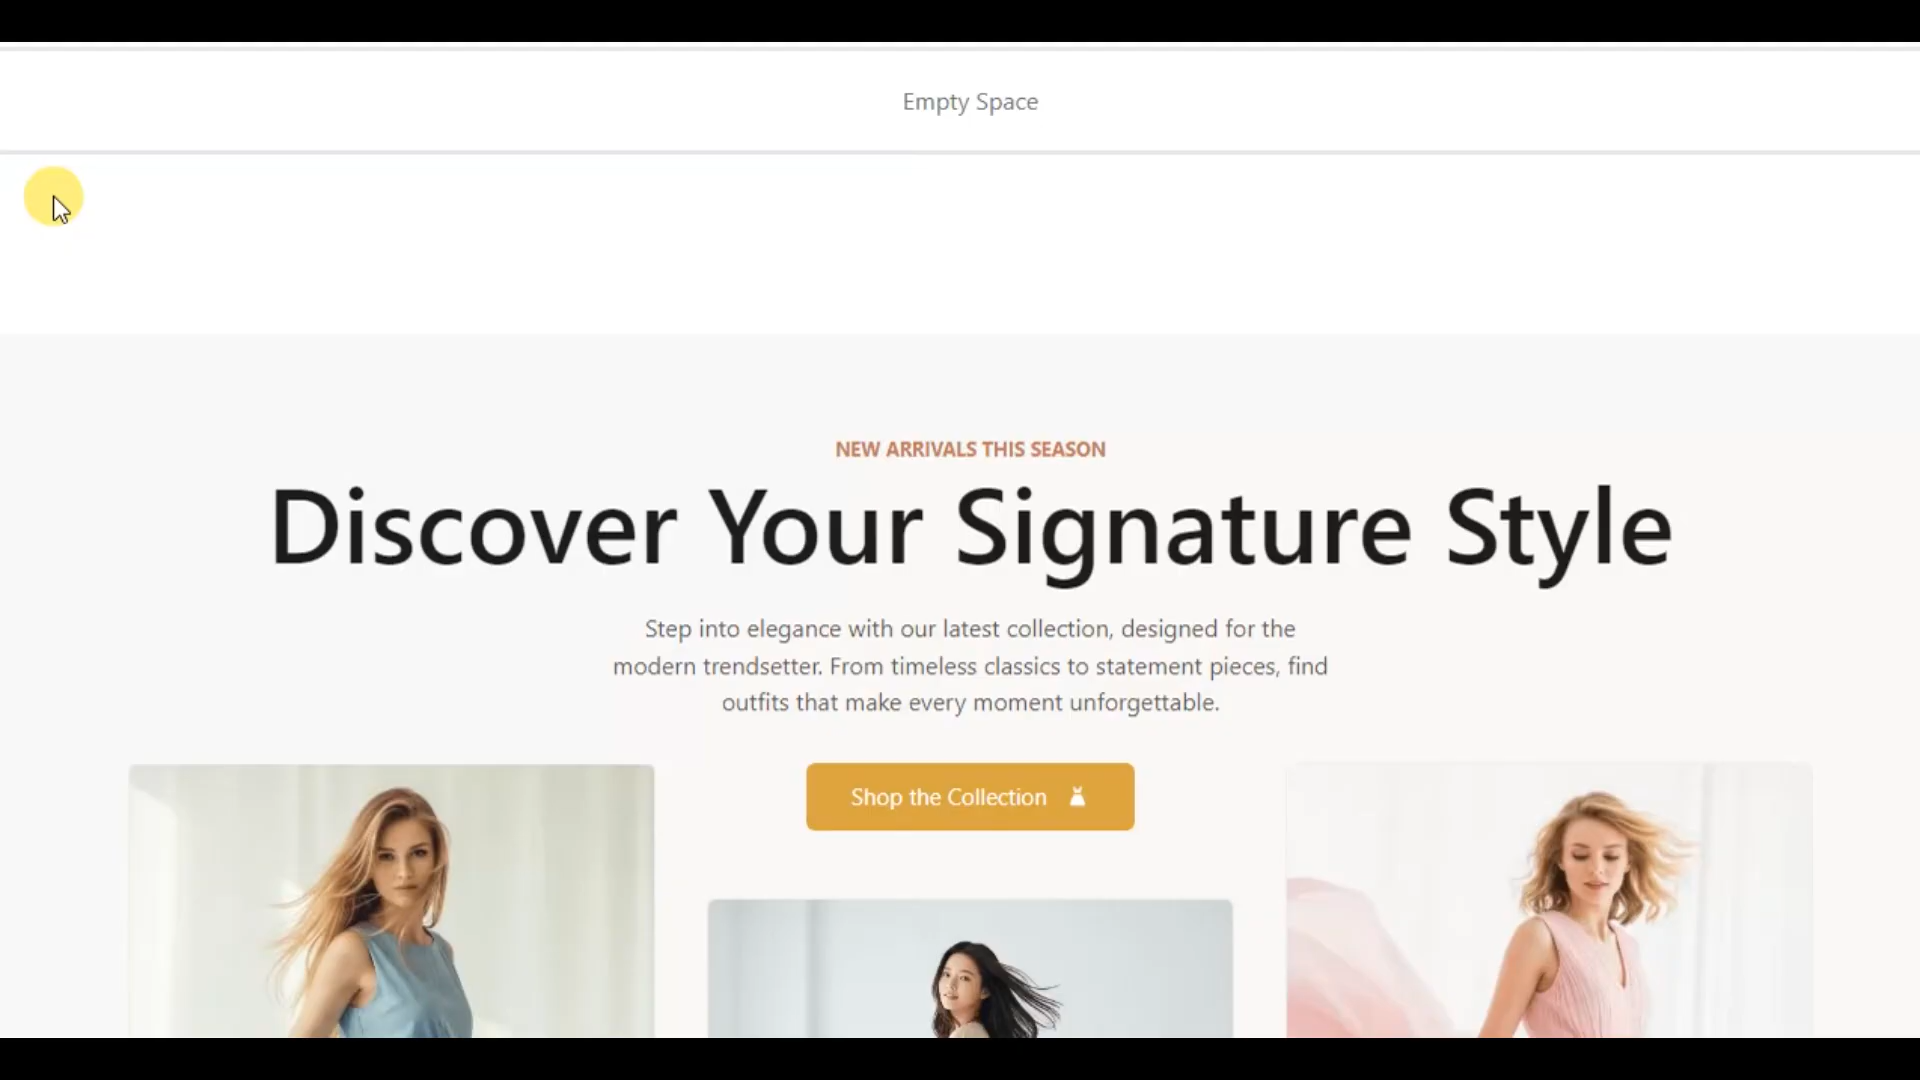 Empty Space
NEW ARRIVALS THIS SEASON
Discover Your Signature Style
Step into elegance with our latest collection, designed for the
modern trendsetter. From timeless classics to statement pieces, find
outfits that make every moment unforgettable.
Shop the Collection